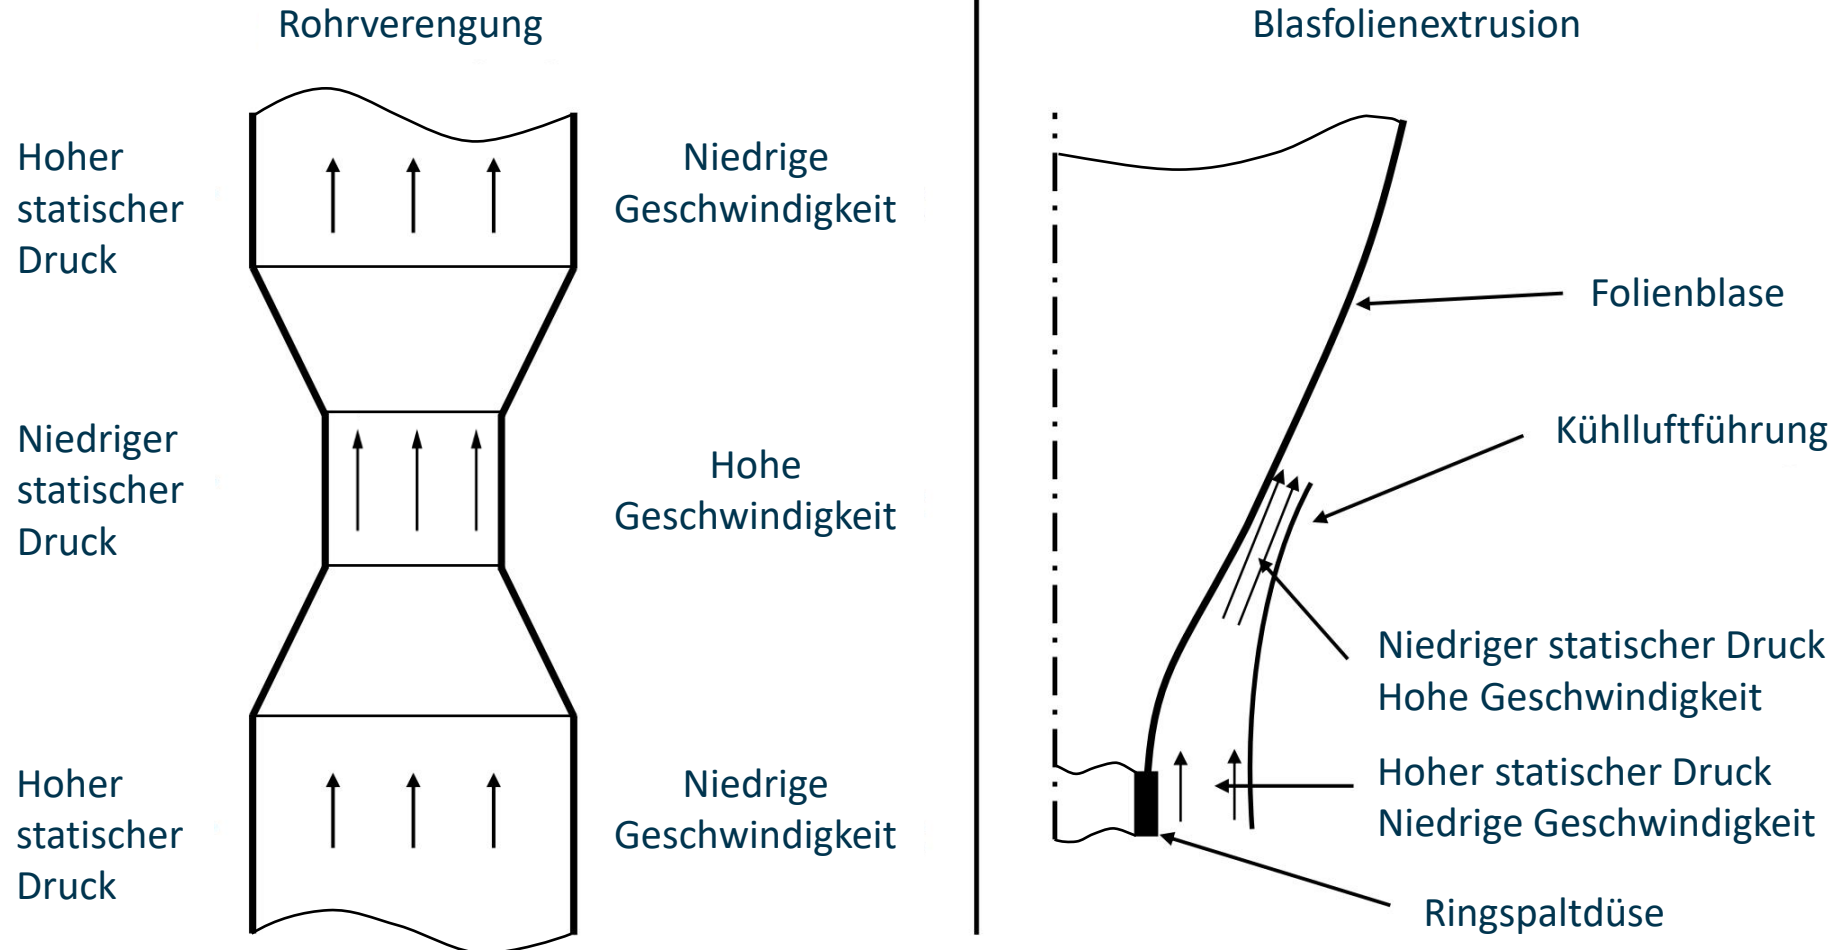 Rohrverengung
Hoher
statischer
Druck
Niedrige
Geschwindigkeit
Niedriger
statischer
Druck
Hohe
Geschwindigkeit
Hoher
statischer
Druck
Niedrige
Geschwindigkeit
Blasfolienextrusion
Folienblase
Kühlluftführung
Niedriger statischer Druck
Hohe Geschwindigkeit
Hoher statischer Druck
Niedrige Geschwindigkeit
Ringspaltdüse